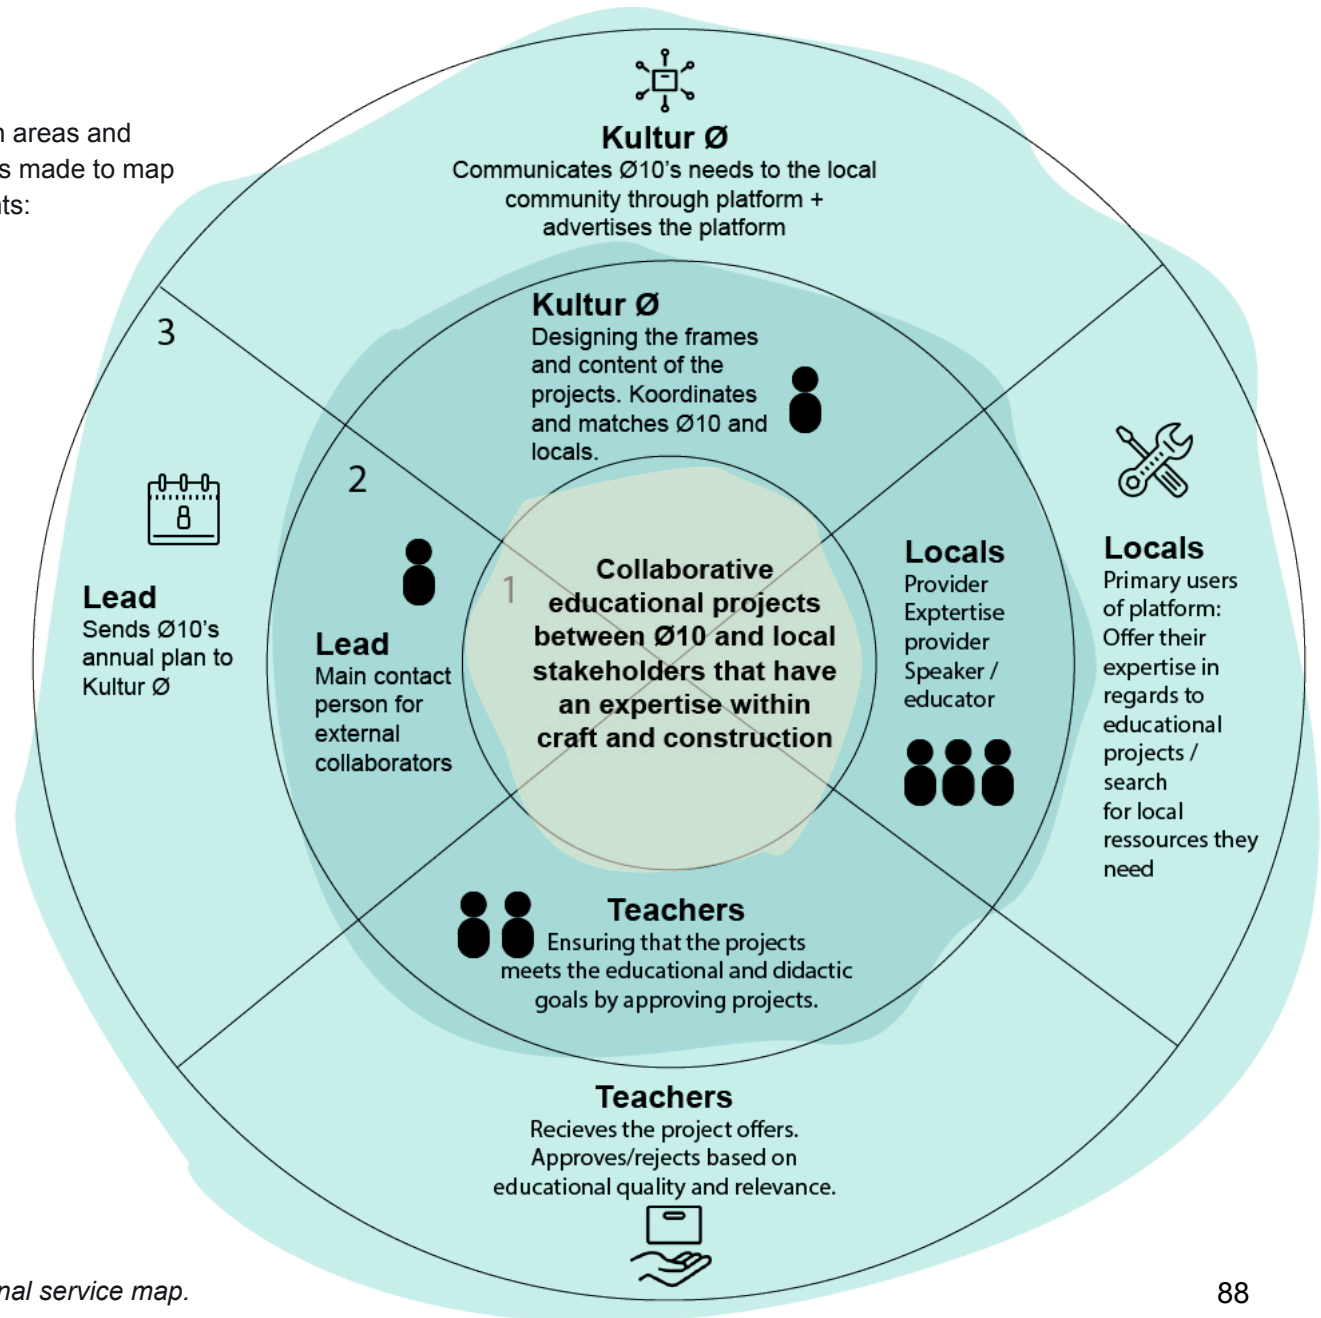 n areas and
s made to map
nts:
Kultur Ø
Communicates Ø10's needs to the local
community through platform +
advertises the platform
Kultur Ø
Designing the frames
and content of the
projects. Koordinates
and matches Ø10 and
locals.
3
2
1
Collaborative
educational projects
between Ø10 and local
stakeholders that have
an expertise within
craft and construction
8
Lead
Sends Ø10's
annual plan to
Kultur Ø
Lead
Main contact
person for
external
collaborators
Locals
Provider
Exptertise
provider
Speaker /
educator
Locals
Primary users
of platform:
Offer their
expertise in
regards to
educational
projects /
search
for local
ressources they
need
Teachers
Ensuring that the projects
meets the educational and didactic
goals by approving projects.
Teachers
Recieves the project offers.
Approves/rejects based on
educational quality and relevance.
nal service map.
88